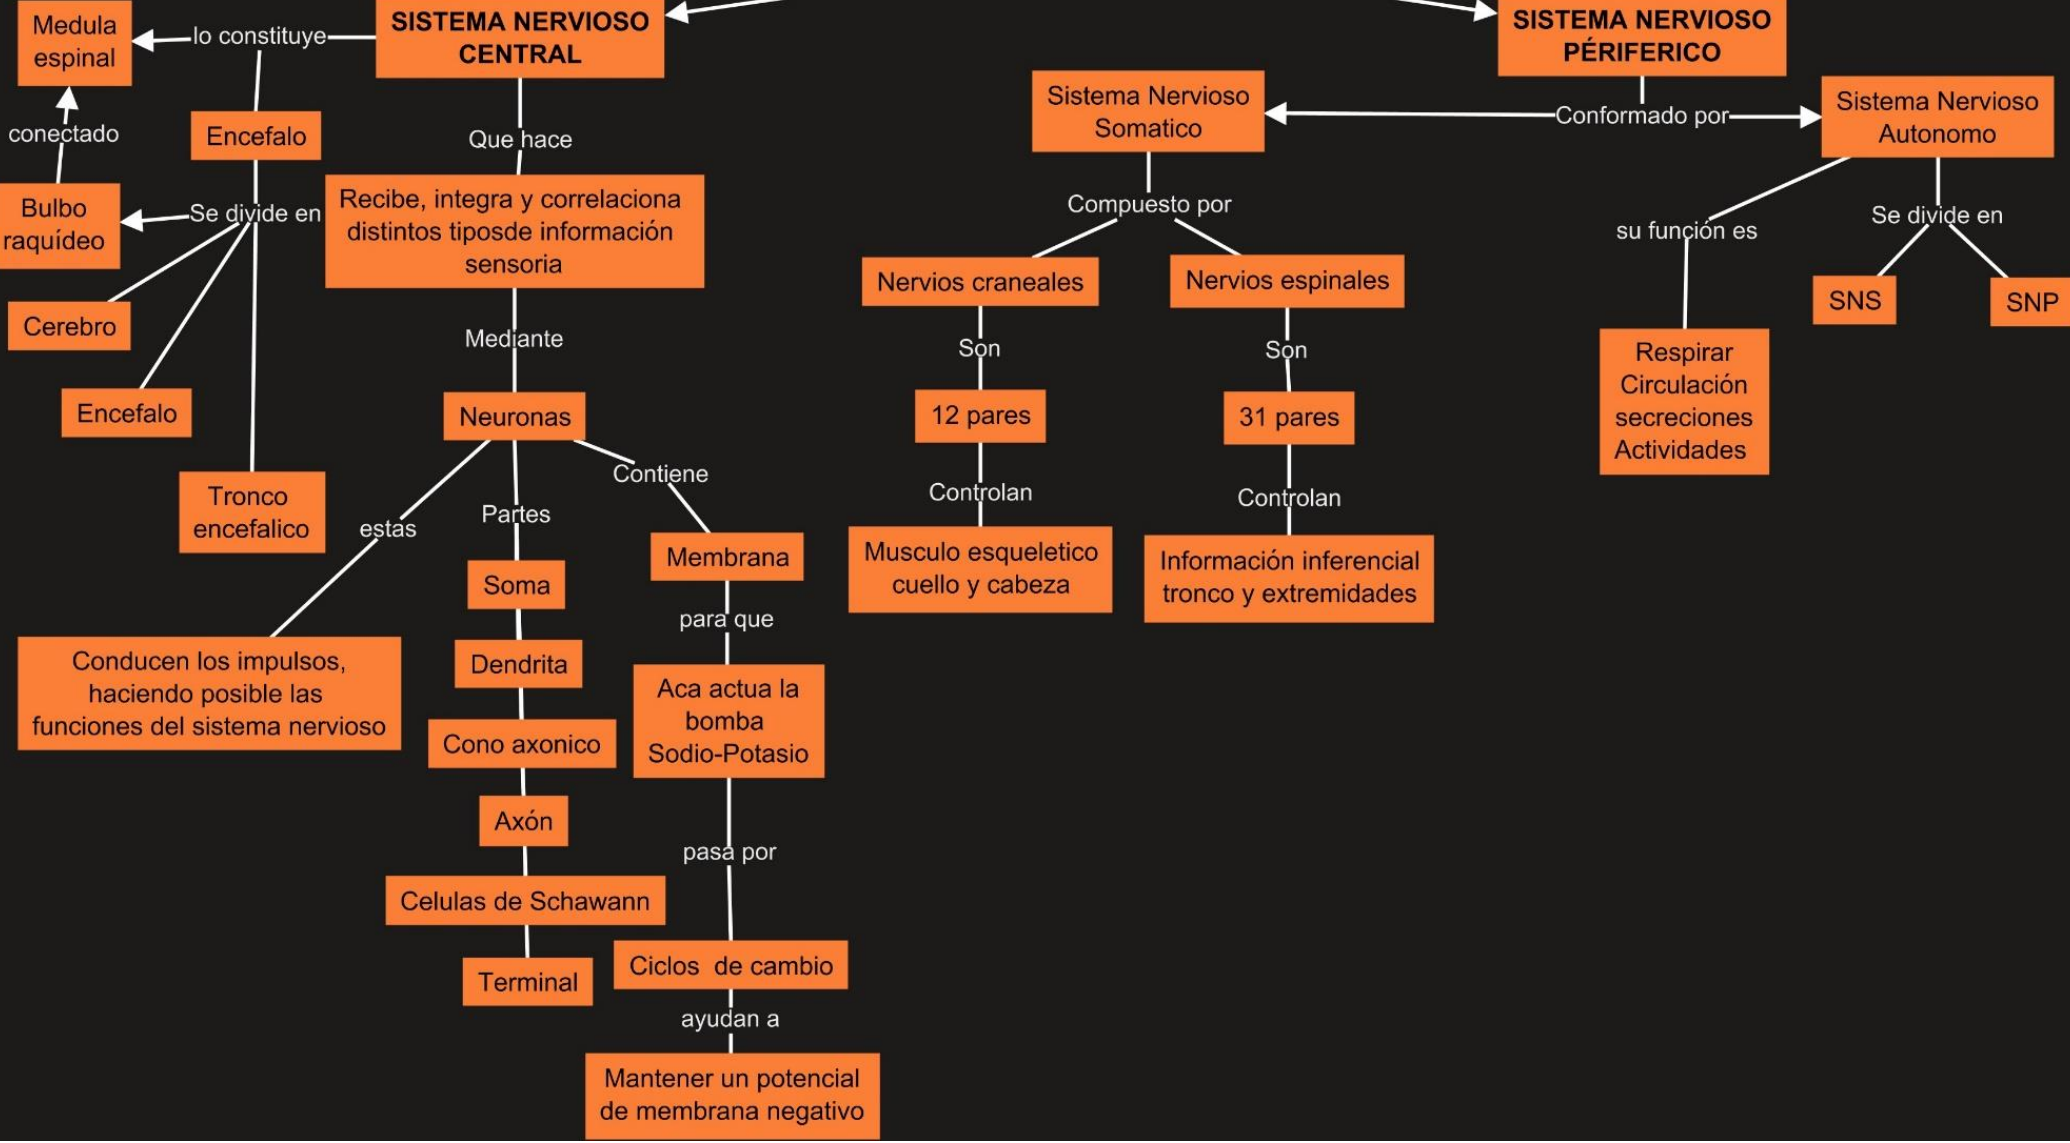 Medula
espinal
lo constituye
SISTEMA NERVIOSO
CENTRAL
conectado
Encefalo
Bulbo
raquídeo
Se divide en
Cerebro
Encefalo
Tronco
encefalico
Que hace
Recibe, integra y correlaciona
distintos tiposde información
sensoria
Mediante
Neuronas
estas
Conducen los impulsos,
haciendo posible las
funciones del sistema nervioso
Partes
Soma
Dendrita
Cono axonico
Axón
Celulas de Schawann
Terminal
Contiene
Membrana
para que
Aca actua la
bomba
Sodio-Potasio
pasa por
Ciclos de cambio
ayudan a
Mantener un potencial
de membrana negativo
SISTEMA NERVIOSO
PÉRIFERICO
Conformado por
Sistema Nervioso
Somatico
Compuesto por
Nervios craneales
Son
12 pares
Controlan
Musculo esqueletico
cuello y cabeza
Nervios espinales
Son
31 pares
Controlan
Información inferencial
tronco y extremidades
Sistema Nervioso
Autonomo
su función es
Respirar
Circulación
secreciones
Actividades
Se divide en
SNS
SNP